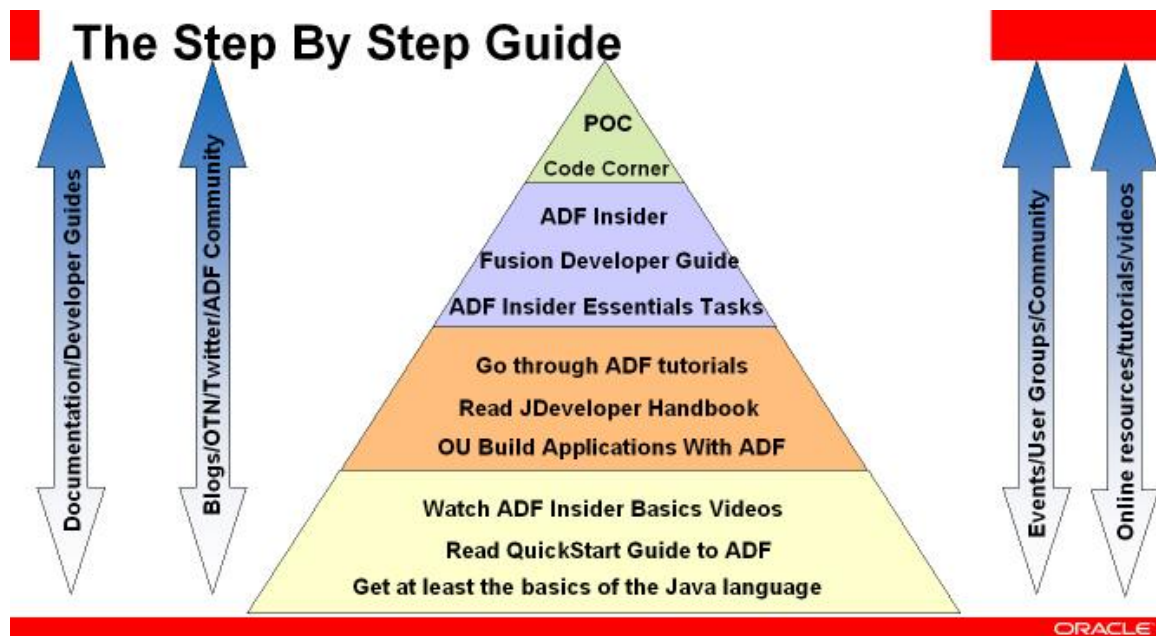 The Step By Step Guide
Documentation/Developer Guides
Blogs/OTN/Twitter/ADF Community
POC
Code Corner
ADF Insider
Fusion Developer Guide
ADF Insider Essentials Tasks
Go through ADF tutorials
Read JDeveloper Handbook
OU Build Applications With ADF
Watch ADF Insider Basics Videos
Read QuickStart Guide to ADF
Get at least the basics of the Java language
Events/User Groups/Community
Online resources/tutorials/videos
ORACLE